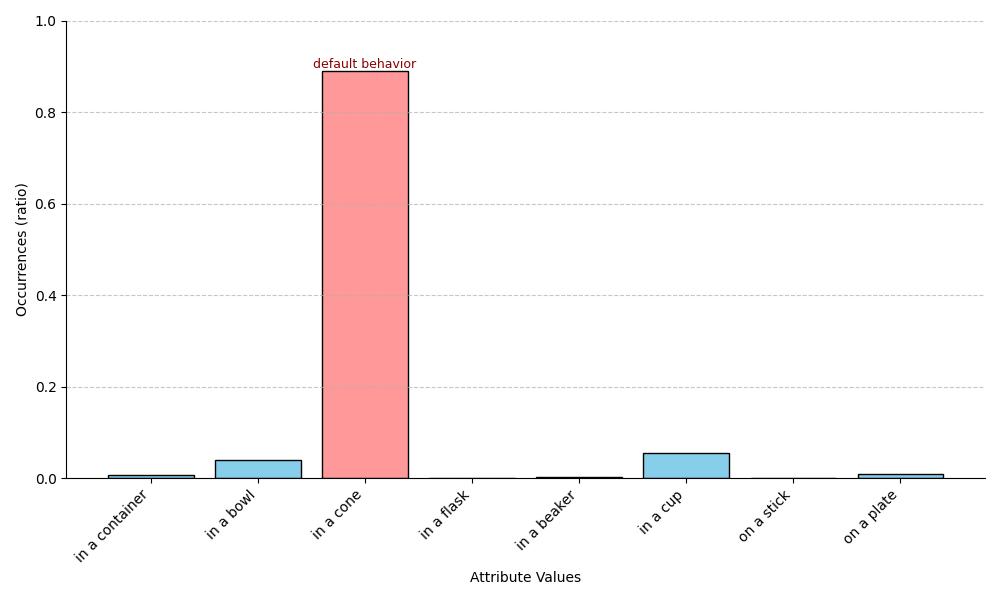 1.0
0.8
0.6
0.4
0.2
0.0
Occurrences (ratio)
default behavior
in a container
in a bowl
in a cone
in a flask
in a beaker
in a cup
on a stick
on a plate
Attribute Values